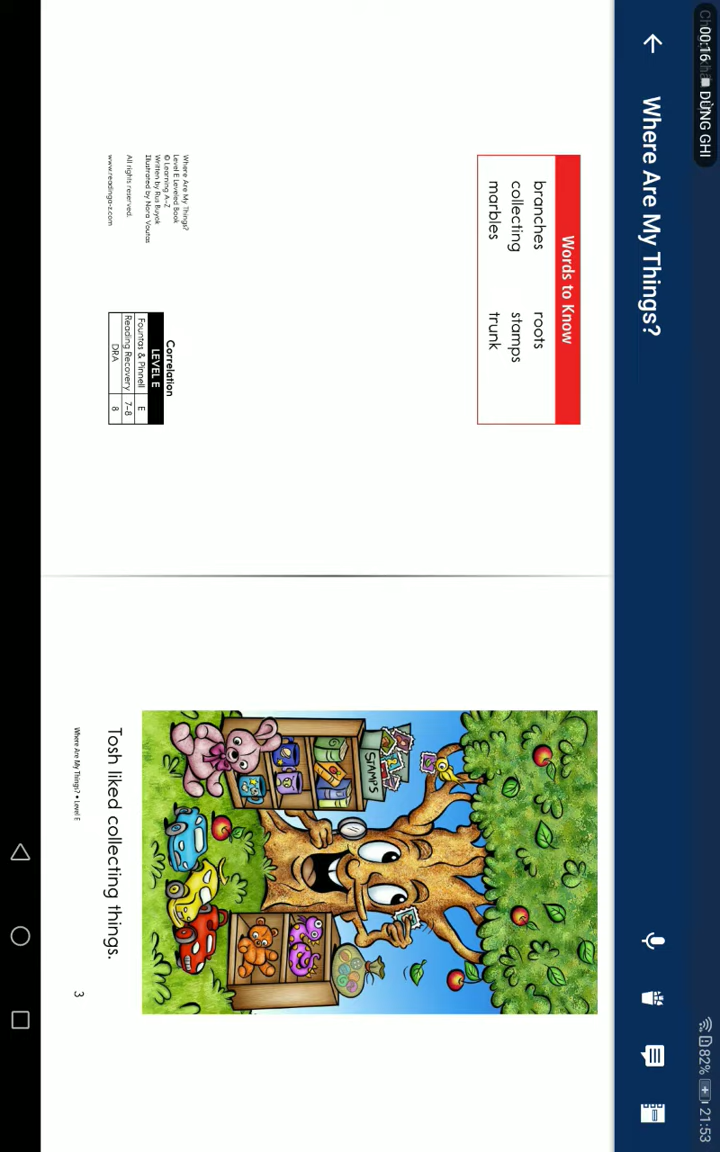 00:16 DỪNG GHI
82% 21:53
Where Are My Things?
Words to Know
branches roots
collecting stamps
marbles trunk
Where Are My Things?
Level E Leveled Book
© Learning A–Z
Written by Rus Buyok
Illustrated by Nora Voutas
All rights reserved.
www.readinga-z.com
Correlation
LEVEL E
Fountas & Pinnell E
Reading Recovery 7–8
DRA 8
STAMPS
Tosh liked collecting things.
Where Are My Things? • Level E
3